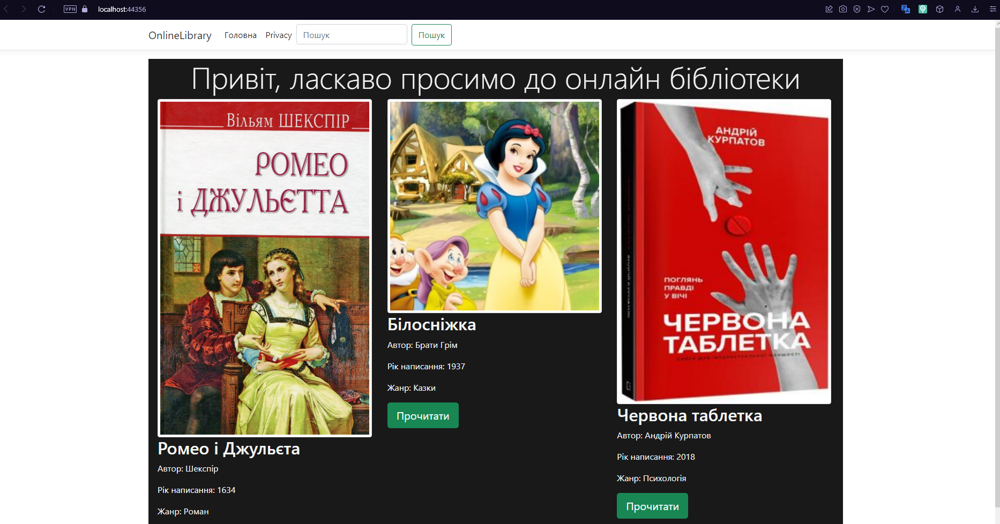 VPN localhost:44356
OnlineLibrary Головна Privacy Пошук Пошук
Привіт, ласкаво просимо до онлайн бібліотеки
Вільям ШЕКСПІР
РОМЕО
і ДЖУЛЬЄТТА
Ромео і Джульєта
Автор: Шекспір
Рік написання: 1634
Жанр: Роман
Білосніжка
Автор: Брати Грім
Рік написання: 1937
Жанр: Казки
Прочитати
АНДРІЙ
КУРПАТОВ
ПОГЛЯНЬ
ПРАВДІ
У ВІЧІ
ЧЕРВОНА
ТАБЛЕТКА
Червона таблетка
Автор: Андрій Курпатов
Рік написання: 2018
Жанр: Психологія
Прочитати